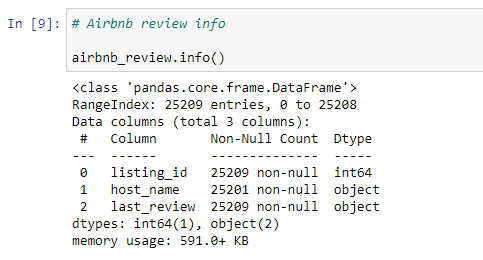 In [9]: # Airbnb review info
airbnb_review.info()
<class 'pandas.core.frame.DataFrame'>
RangeIndex: 25209 entries, 0 to 25208
Data columns (total 3 columns):
 #   Column       Non-Null Count  Dtype
---  ------       --------------  -----
 0   listing_id   25209 non-null  int64
 1   host_name    25201 non-null  object
 2   last_review  25209 non-null  object
dtypes: int64(1), object(2)
memory usage: 591.0+ KB